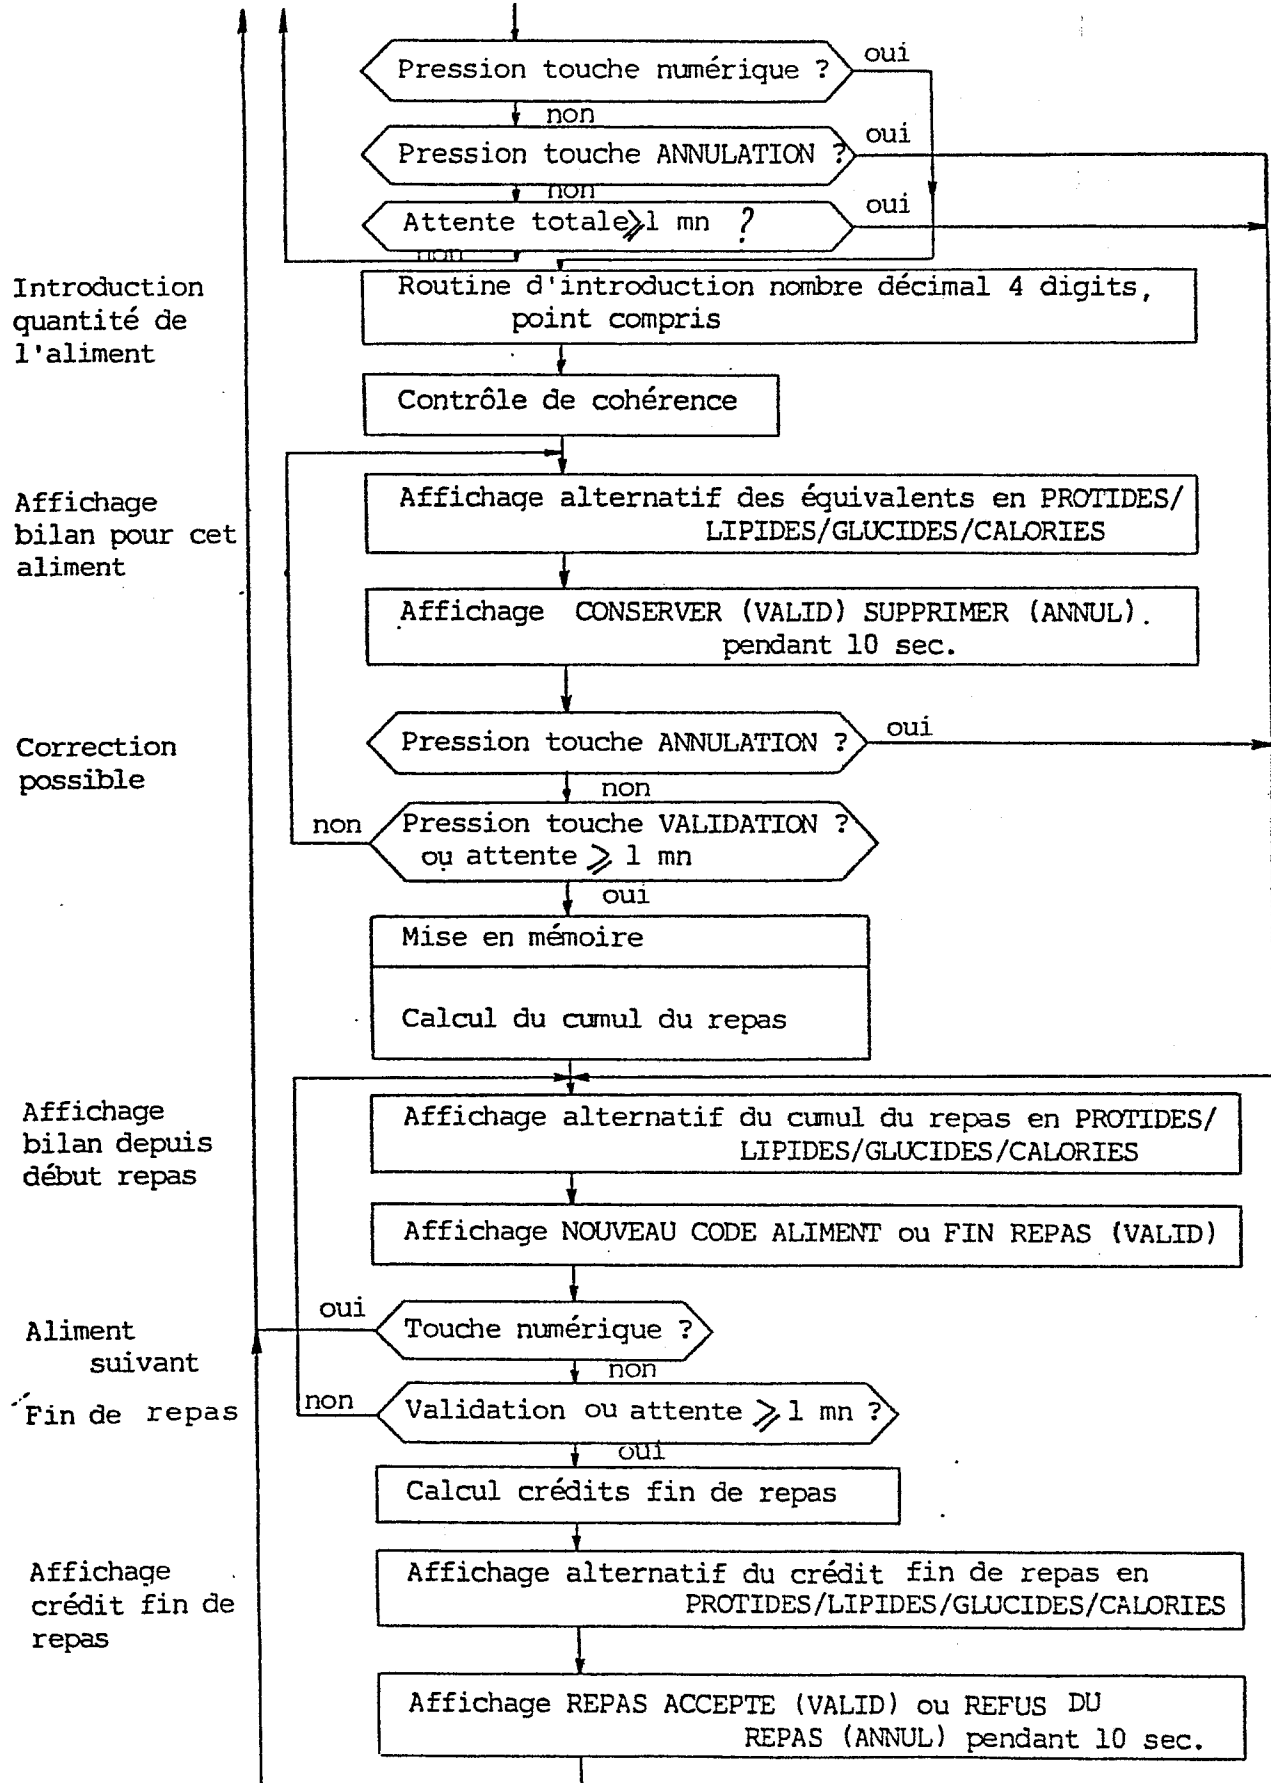 Pression touche numérique ?
oui
non
Pression touche ANNULATION ?
oui
non
Attente totale ⩾ 1 mn ?
oui
non
Introduction
quantité de
l'aliment
Routine d'introduction nombre décimal 4 digits,
point compris
Contrôle de cohérence
Affichage
bilan pour cet
aliment
Affichage alternatif des équivalents en PROTIDES/
LIPIDES/GLUCIDES/CALORIES
Affichage CONSERVER (VALID) SUPPRIMER (ANNUL).
pendant 10 sec.
Correction
possible
Pression touche ANNULATION ?
oui
non
non
Pression touche VALIDATION ?
ou attente ⩾ 1 mn
oui
Mise en mémoire
Calcul du cumul du repas
Affichage
bilan depuis
début repas
Affichage alternatif du cumul du repas en PROTIDES/
LIPIDES/GLUCIDES/CALORIES
Affichage NOUVEAU CODE ALIMENT ou FIN REPAS (VALID)
oui
Aliment
suivant
Touche numérique ?
non
Fin de repas
non
Validation ou attente ⩾ 1 mn ?
oui
Calcul crédits fin de repas
Affichage
crédit fin de
repas
Affichage alternatif du crédit fin de repas en
PROTIDES/LIPIDES/GLUCIDES/CALORIES
Affichage REPAS ACCEPTE (VALID) ou REFUS DU
REPAS (ANNUL) pendant 10 sec.